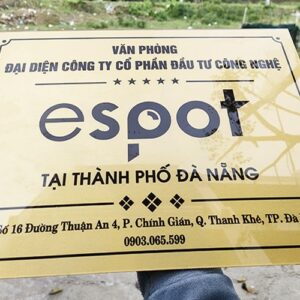 VĂN PHÒNG
ĐẠI DIỆN CÔNG TY CỔ PHẦN ĐẦU TƯ CÔNG NGHỆ
espot
TẠI THÀNH PHỐ ĐÀ NẴNG
Số 16 Đường Thuận An 4, P. Chính Gián, Q. Thanh Khê, TP. Đà
0903.065.599